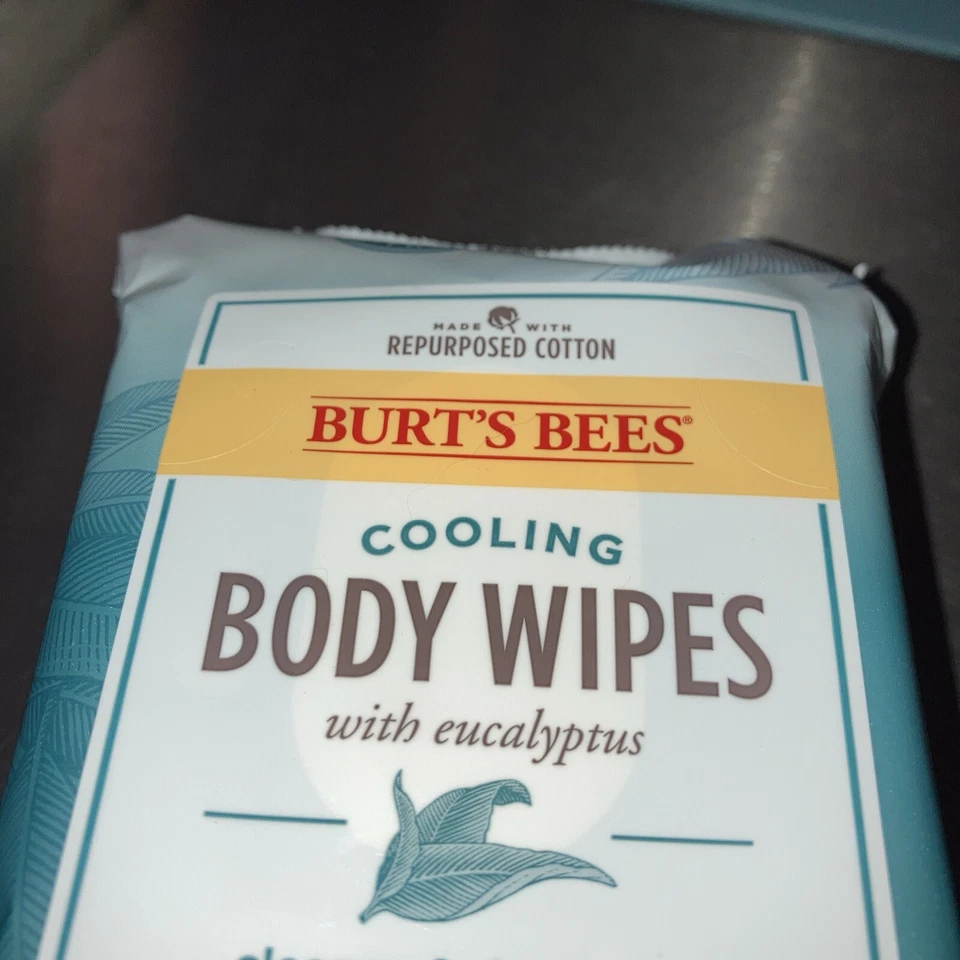 MADE WITH
REPURPOSED COTTON
BURT'S BEES®
COOLING
BODY WIPES
with eucalyptus